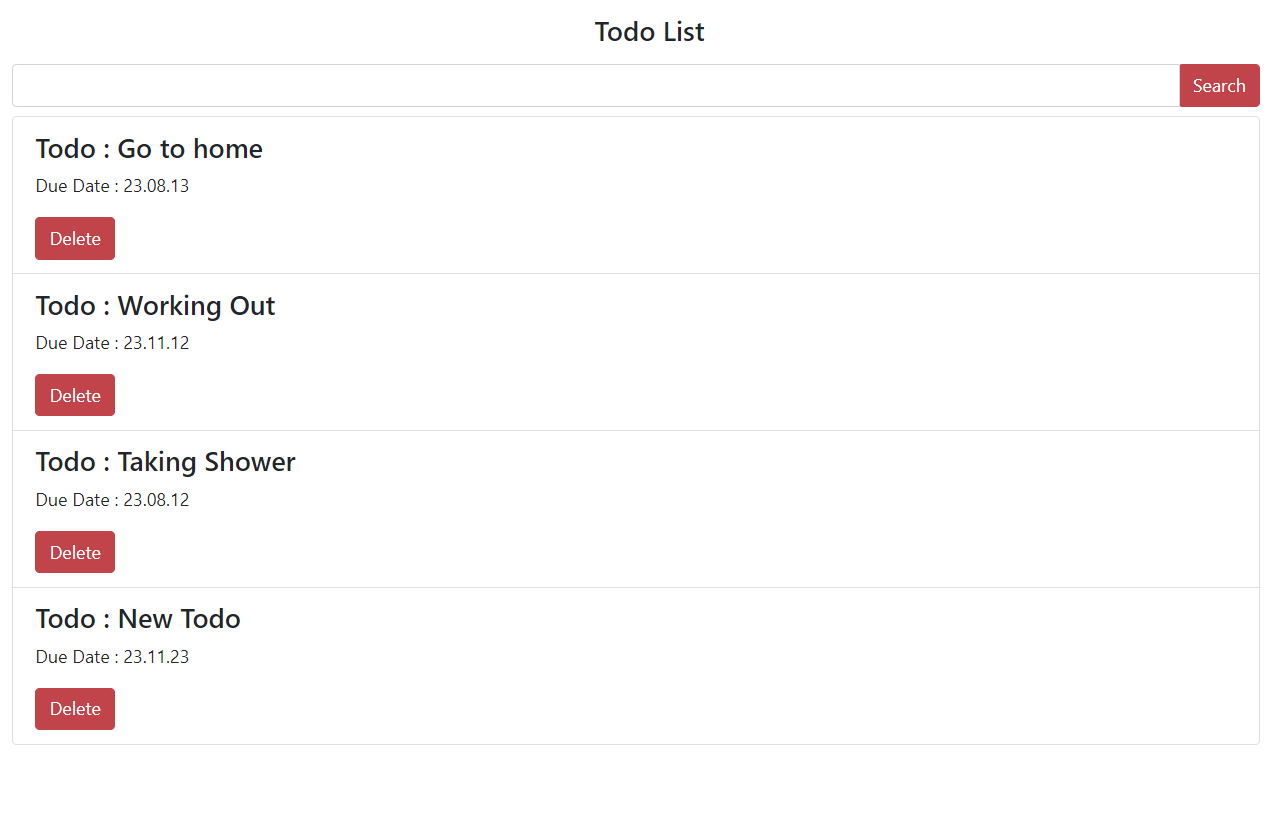 Todo List
Search
Todo : Go to home
Due Date : 23.08.13
Delete
Todo : Working Out
Due Date : 23.11.12
Delete
Todo : Taking Shower
Due Date : 23.08.12
Delete
Todo : New Todo
Due Date : 23.11.23
Delete